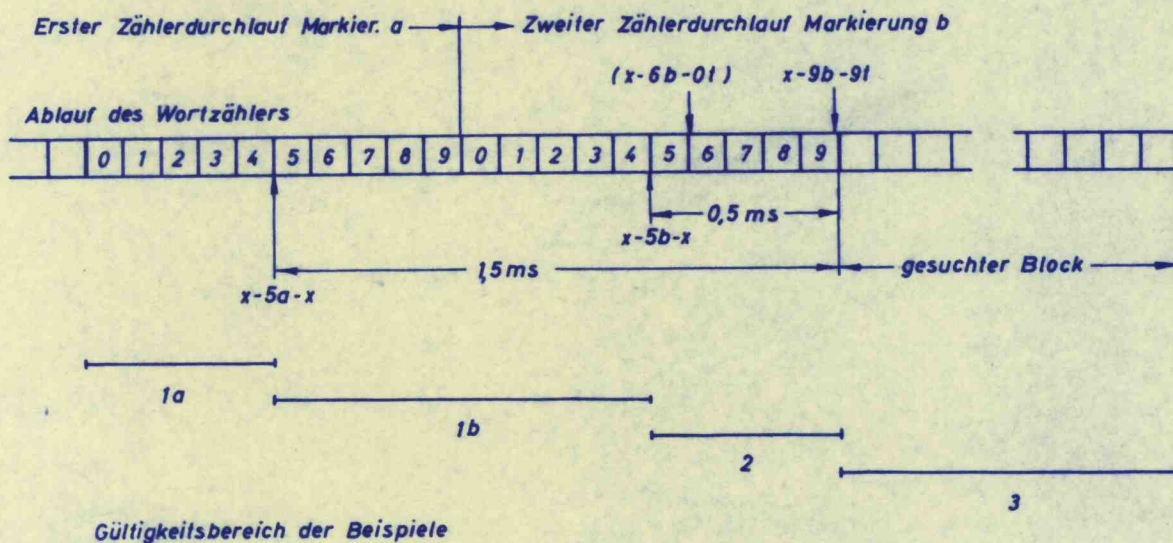 Erster Zählerdurchlauf Markier. a Zweiter Zählerdurchlauf Markierung b
(x-6b-0t) x-9b-9t
Ablauf des Wortzählers
0 1 2 3 4 5 6 7 8 9 0 1 2 3 4 5 6 7 8 9
0,5 ms
x-5b-x
1,5 ms gesuchter Block
x-5a-x
1a
1b
2
3
Gültigkeitsbereich der Beispiele